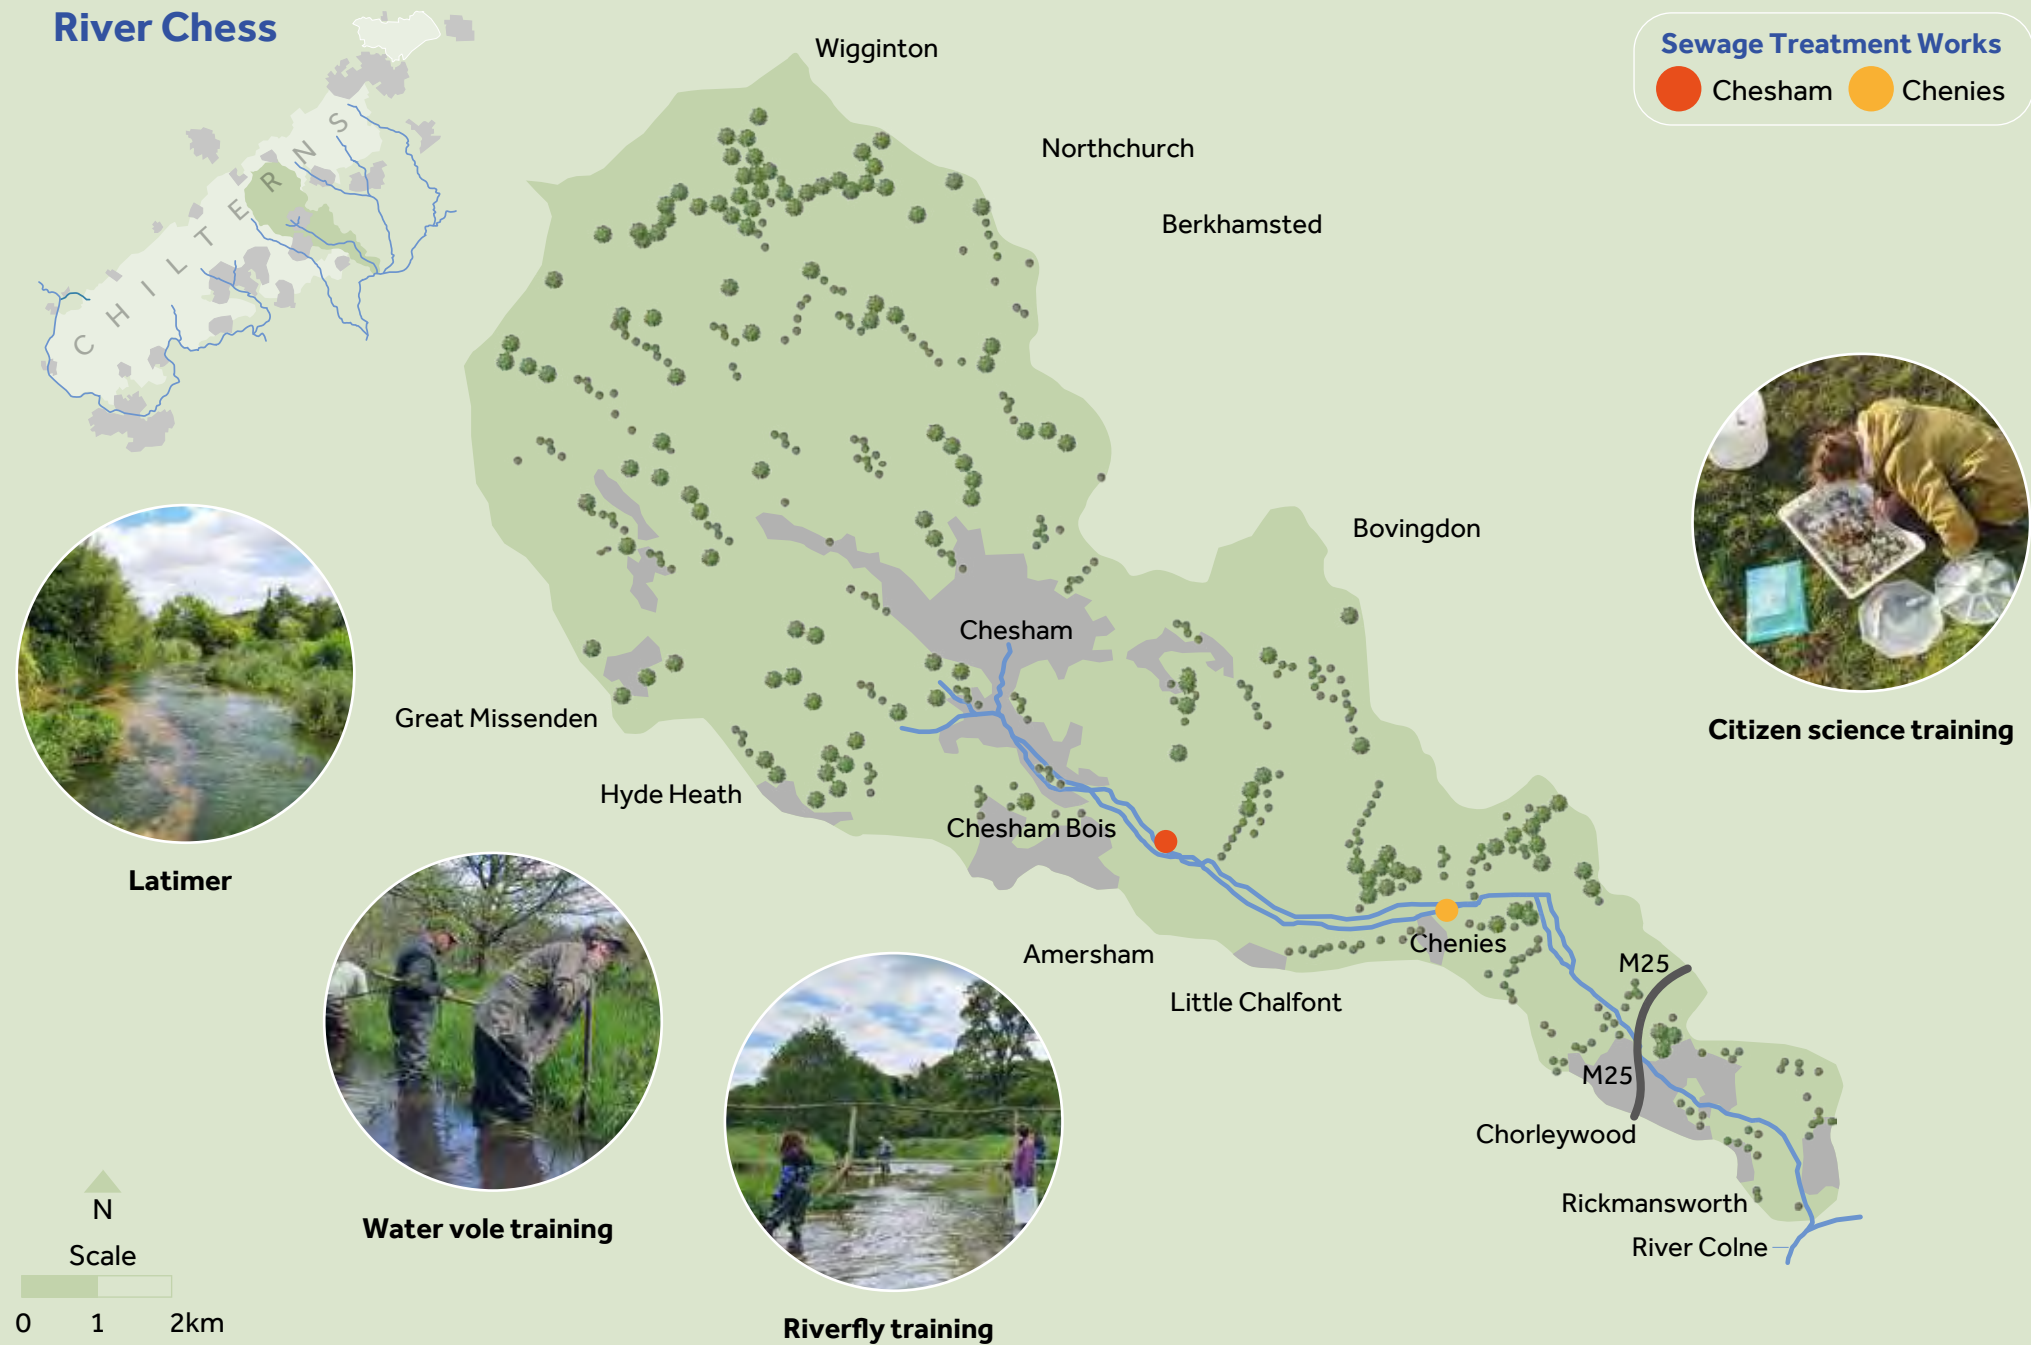 River Chess
Sewage Treatment Works
Chesham
Chenies
CHILTERNS
Wigginton
Northchurch
Berkhamsted
Bovingdon
Chesham
Great Missenden
Hyde Heath
Chesham Bois
Citizen science training
Latimer
Amersham
Chenies
Little Chalfont
M25
M25
Chorleywood
Rickmansworth
River Colne
Water vole training
Riverfly training
N
Scale
0 1 2km